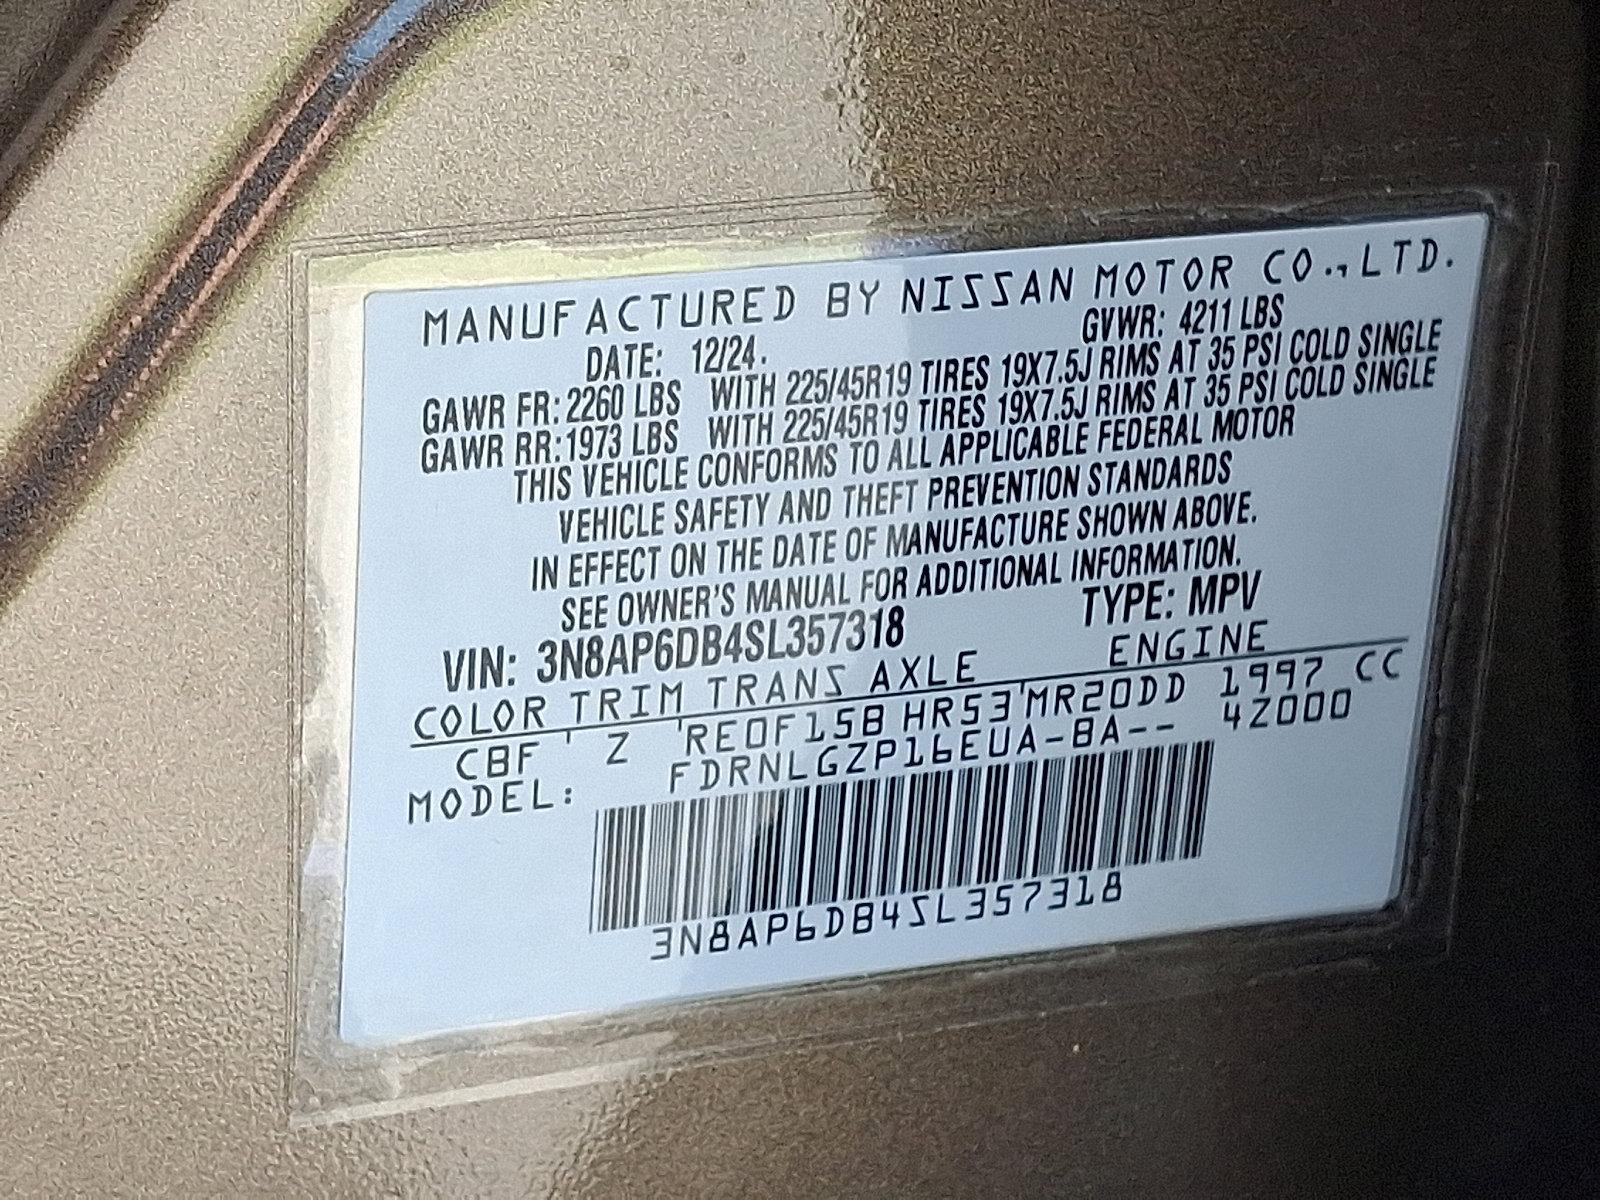 MANUFACTURED BY NISSAN MOTOR CO.,LTD.
DATE: 12/24. GVWR: 4211 LBS
GAWR FR: 2260 LBS WITH 225/45R19 TIRES 19X7.5J RIMS AT 35 PSI COLD SINGLE
GAWR RR: 1973 LBS WITH 225/45R19 TIRES 19X7.5J RIMS AT 35 PSI COLD SINGLE
THIS VEHICLE CONFORMS TO ALL APPLICABLE FEDERAL MOTOR
VEHICLE SAFETY AND THEFT PREVENTION STANDARDS
IN EFFECT ON THE DATE OF MANUFACTURE SHOWN ABOVE.
SEE OWNER'S MANUAL FOR ADDITIONAL INFORMATION.
VIN: 3N8AP6DB4SL357318 TYPE: MPV
COLOR TRIM TRANS AXLE ENGINE
CBF Z RE0F15B HR53 MR20DD 1997 CC
MODEL: FDRNLGZP16EUA-BA-- 42000
3N8AP6DB4SL357318